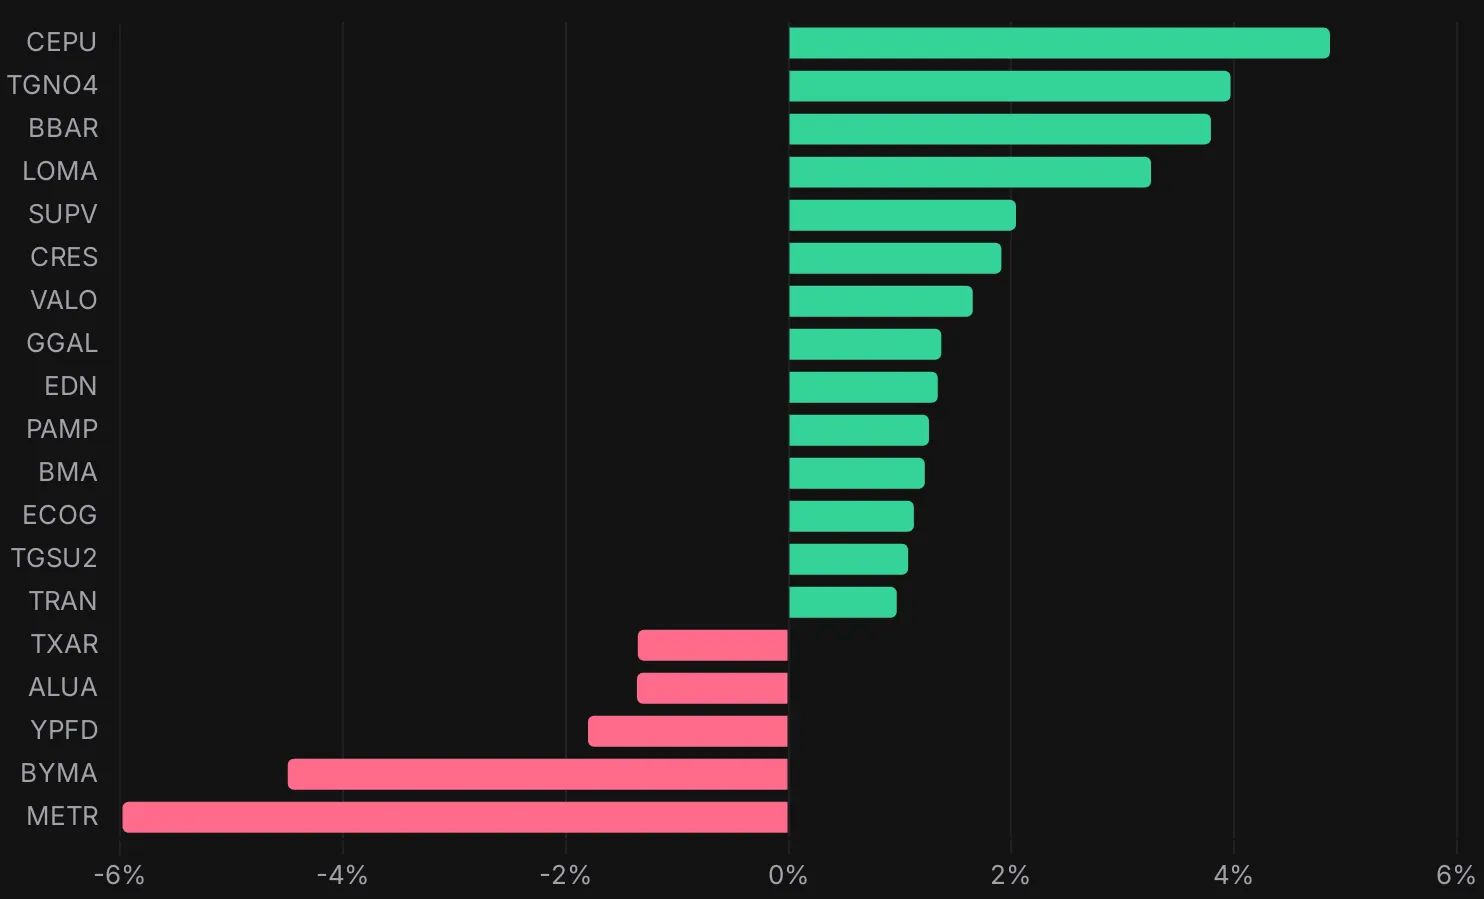 CEPU
TGNO4
BBAR
LOMA
SUPV
CRES
VALO
GGAL
EDN
PAMP
BMA
ECOG
TGSU2
TRAN
TXAR
ALUA
YPFD
BYMA
METR
-6% -4% -2% 0% 2% 4% 6%